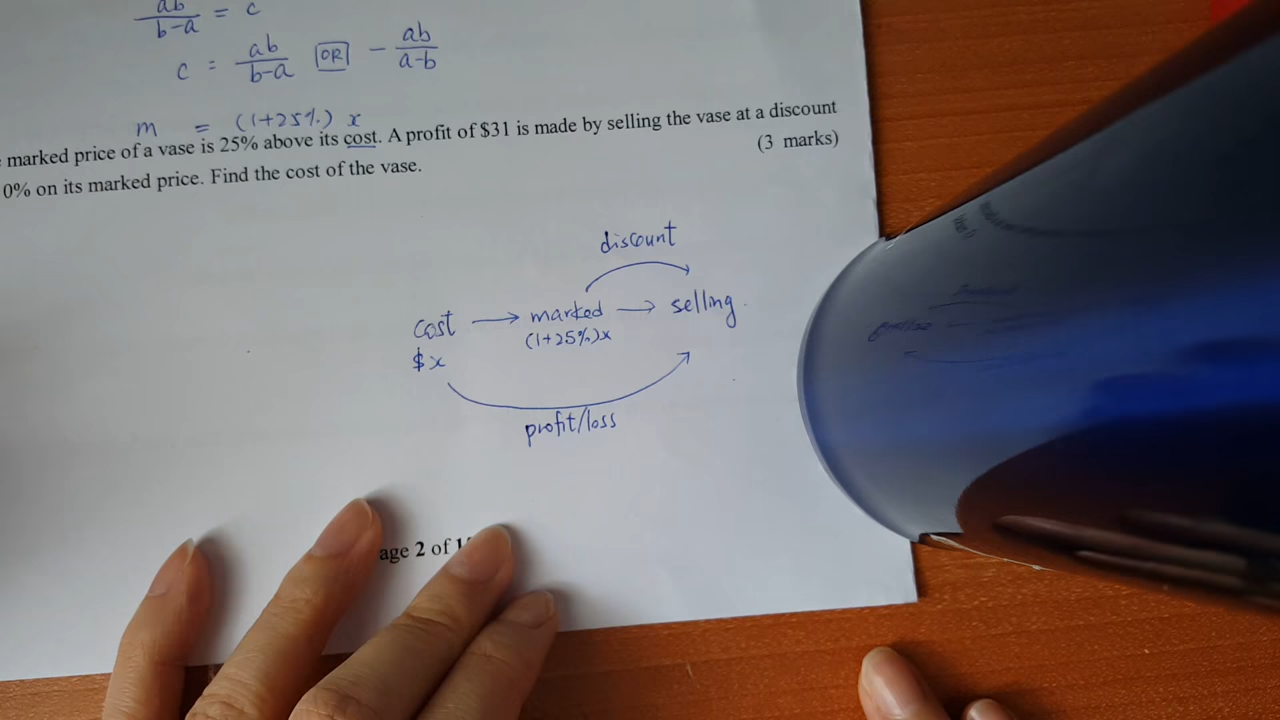 ab/b-a = c
c = ab/b-a OR - ab/a-b
m = (1+25%) x
marked price of a vase is 25% above its cost. A profit of $31 is made by selling the vase at a discount
0% on its marked price. Find the cost of the vase.
(3 marks)
discount
cost → marked → selling
$x (1+25%)x
profit/loss
age 2 of